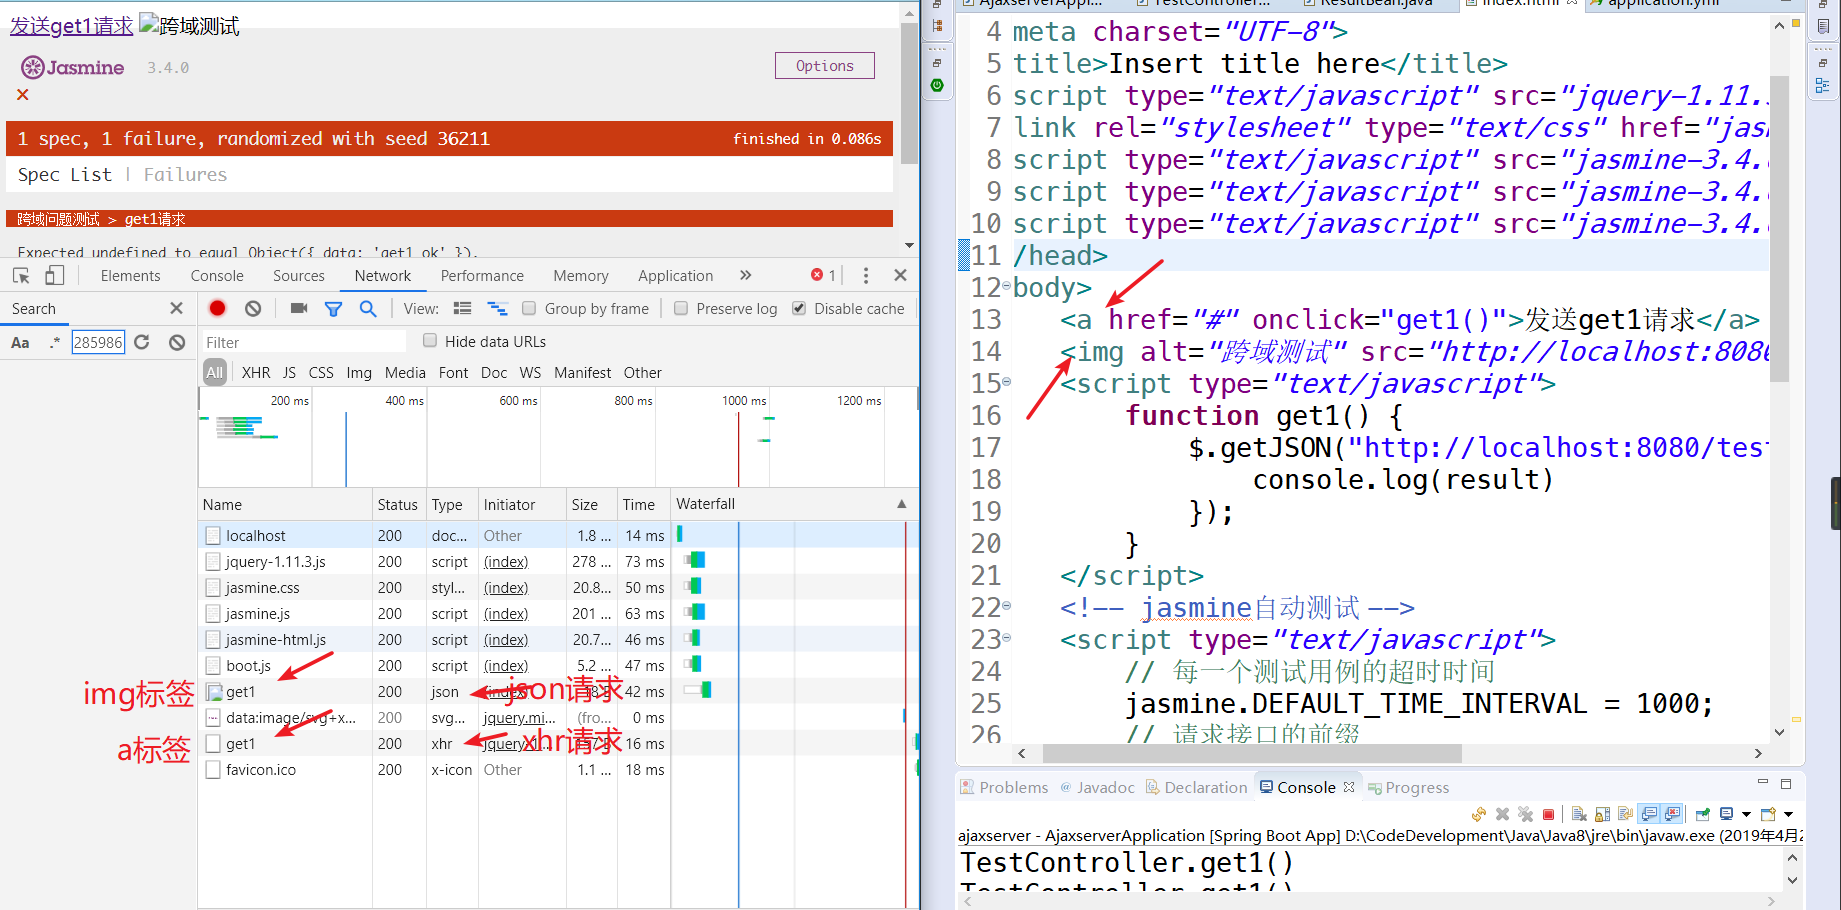 发送get1请求 跨域测试
Jasmine 3.4.0
Options
×
1 spec, 1 failure, randomized with seed 36211 finished in 0.086s
Spec List | Failures
跨域问题测试 > get1请求
Expected undefined to equal Object({ data: 'get1 ok' }).
Elements Console Sources Network Performance Memory Application » 1
Search
View: Group by frame Preserve log Disable cache
Aa .* 285986
Filter Hide data URLs
All XHR JS CSS Img Media Font Doc WS Manifest Other
200 ms 400 ms 600 ms 800 ms 1000 ms 1200 ms
Name Status Type Initiator Size Time Waterfall
localhost 200 doc... Other 1.8 ... 14 ms
jquery-1.11.3.js 200 script (index) 278 ... 73 ms
jasmine.css 200 styl... (index) 20.8... 50 ms
jasmine.js 200 script (index) 201 ... 63 ms
jasmine-html.js 200 script (index) 20.7... 46 ms
boot.js 200 script (index) 5.2 ... 47 ms
img标签 get1 200 json json请求 42 ms
data:image/svg+x... 200 svg... jquery.mi... (fro... 0 ms
a标签 get1 200 xhr xhr请求 16 ms
favicon.ico 200 x-icon Other 1.1 ... 18 ms
ResultBean.java index.html application.yml
4 meta charset="UTF-8">
5 title>Insert title here</title>
6 script type="text/javascript" src="jquery-1.11.
7 link rel="stylesheet" type="text/css" href="jas
8 script type="text/javascript" src="jasmine-3.4.
9 script type="text/javascript" src="jasmine-3.4.
10 script type="text/javascript" src="jasmine-3.4.
11 /head>
12 body>
13 <a href="#" onclick="get1()">发送get1请求</a>
14 <img alt="跨域测试" src="http://localhost:8080
15 <script type="text/javascript">
16 function get1() {
17 $.getJSON("http://localhost:8080/tes
18 console.log(result)
19 });
20 }
21 </script>
22 <!-- jasmine自动测试 -->
23 <script type="text/javascript">
24 // 每一个测试用例的超时时间
25 jasmine.DEFAULT_TIME_INTERVAL = 1000;
26 // 请求接口的前缀
Problems Javadoc Declaration Console Progress
ajaxserver - AjaxserverApplication [Spring Boot App] D:\CodeDevelopment\Java\Java8\jre\bin\javaw.exe (2019年4月2
TestController.get1()
TestController.get1()